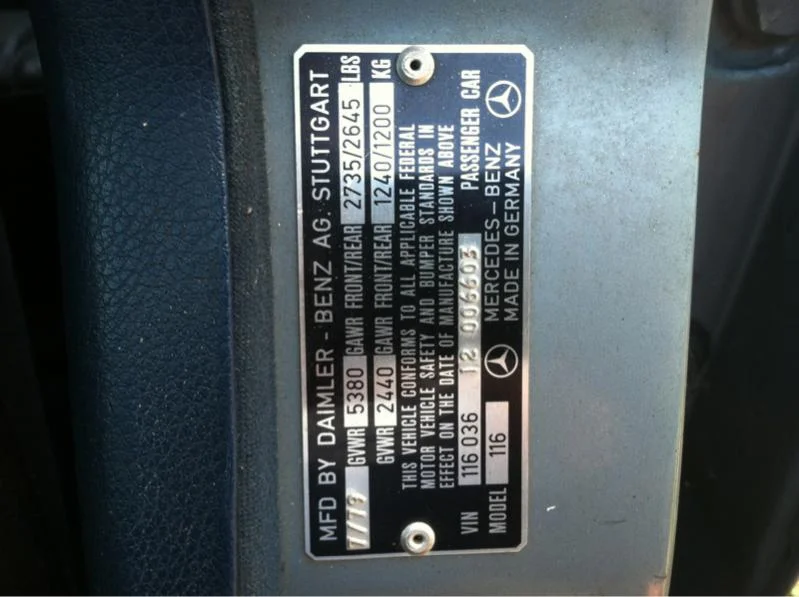 MFD BY DAIMLER - BENZ AG. STUTTGART
GVWR 5380 GAWR FRONT/REAR 2735/2645 LBS
GVWR 2440 GAWR FRONT/REAR 1240/1200 KG
THIS VEHICLE CONFORMS TO ALL APPLICABLE FEDERAL
MOTOR VEHICLE SAFETY AND BUMPER STANDARDS IN
EFFECT ON THE DATE OF MANUFACTURE SHOWN ABOVE
VIN 116 036 12 006603 PASSENGER CAR
MODEL 116 MERCEDES-BENZ
MADE IN GERMANY